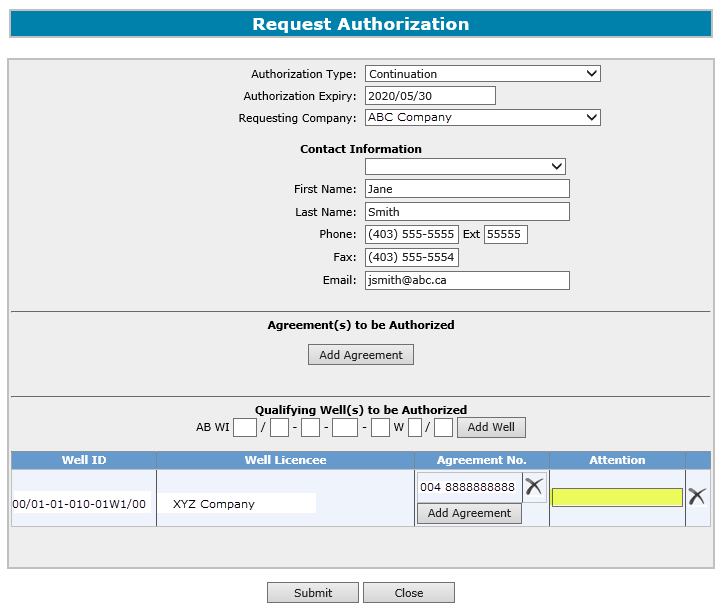 Request Authorization
Authorization Type: Continuation
Authorization Expiry: 2020/05/30
Requesting Company: ABC Company
Contact Information
First Name: Jane
Last Name: Smith
Phone: (403) 555-5555 Ext 55555
Fax: (403) 555-5554
Email: jsmith@abc.ca
Agreement(s) to be Authorized
Add Agreement
Qualifying Well(s) to be Authorized
AB WI / - - - W / Add Well
Well ID Well Licencee Agreement No. Attention
004 8888888888
00/01-01-010-01W1/00 XYZ Company
Add Agreement
Submit Close